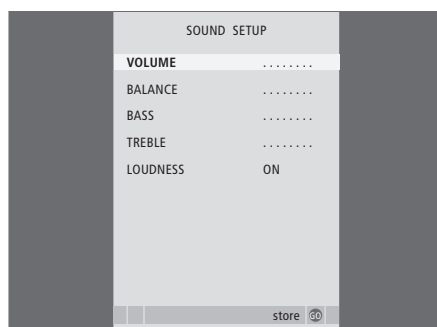 SOUND SETUP
VOLUME ........
BALANCE ........
BASS ........
TREBLE ........
LOUDNESS ON
store GO